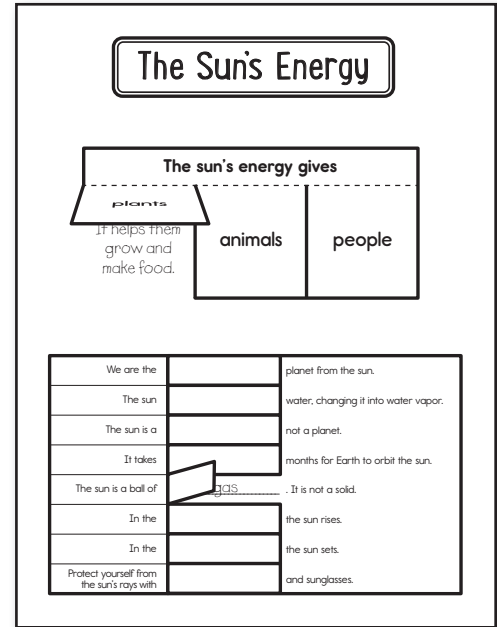 The Sun's Energy
The sun's energy gives
plants
It helps them
grow and
make food.
animals
people
We are the planet from the sun.
The sun water, changing it into water vapor.
The sun is a not a planet.
It takes months for Earth to orbit the sun.
The sun is a ball of gas . It is not a solid.
In the the sun rises.
In the the sun sets.
Protect yourself from
the sun's rays with and sunglasses.